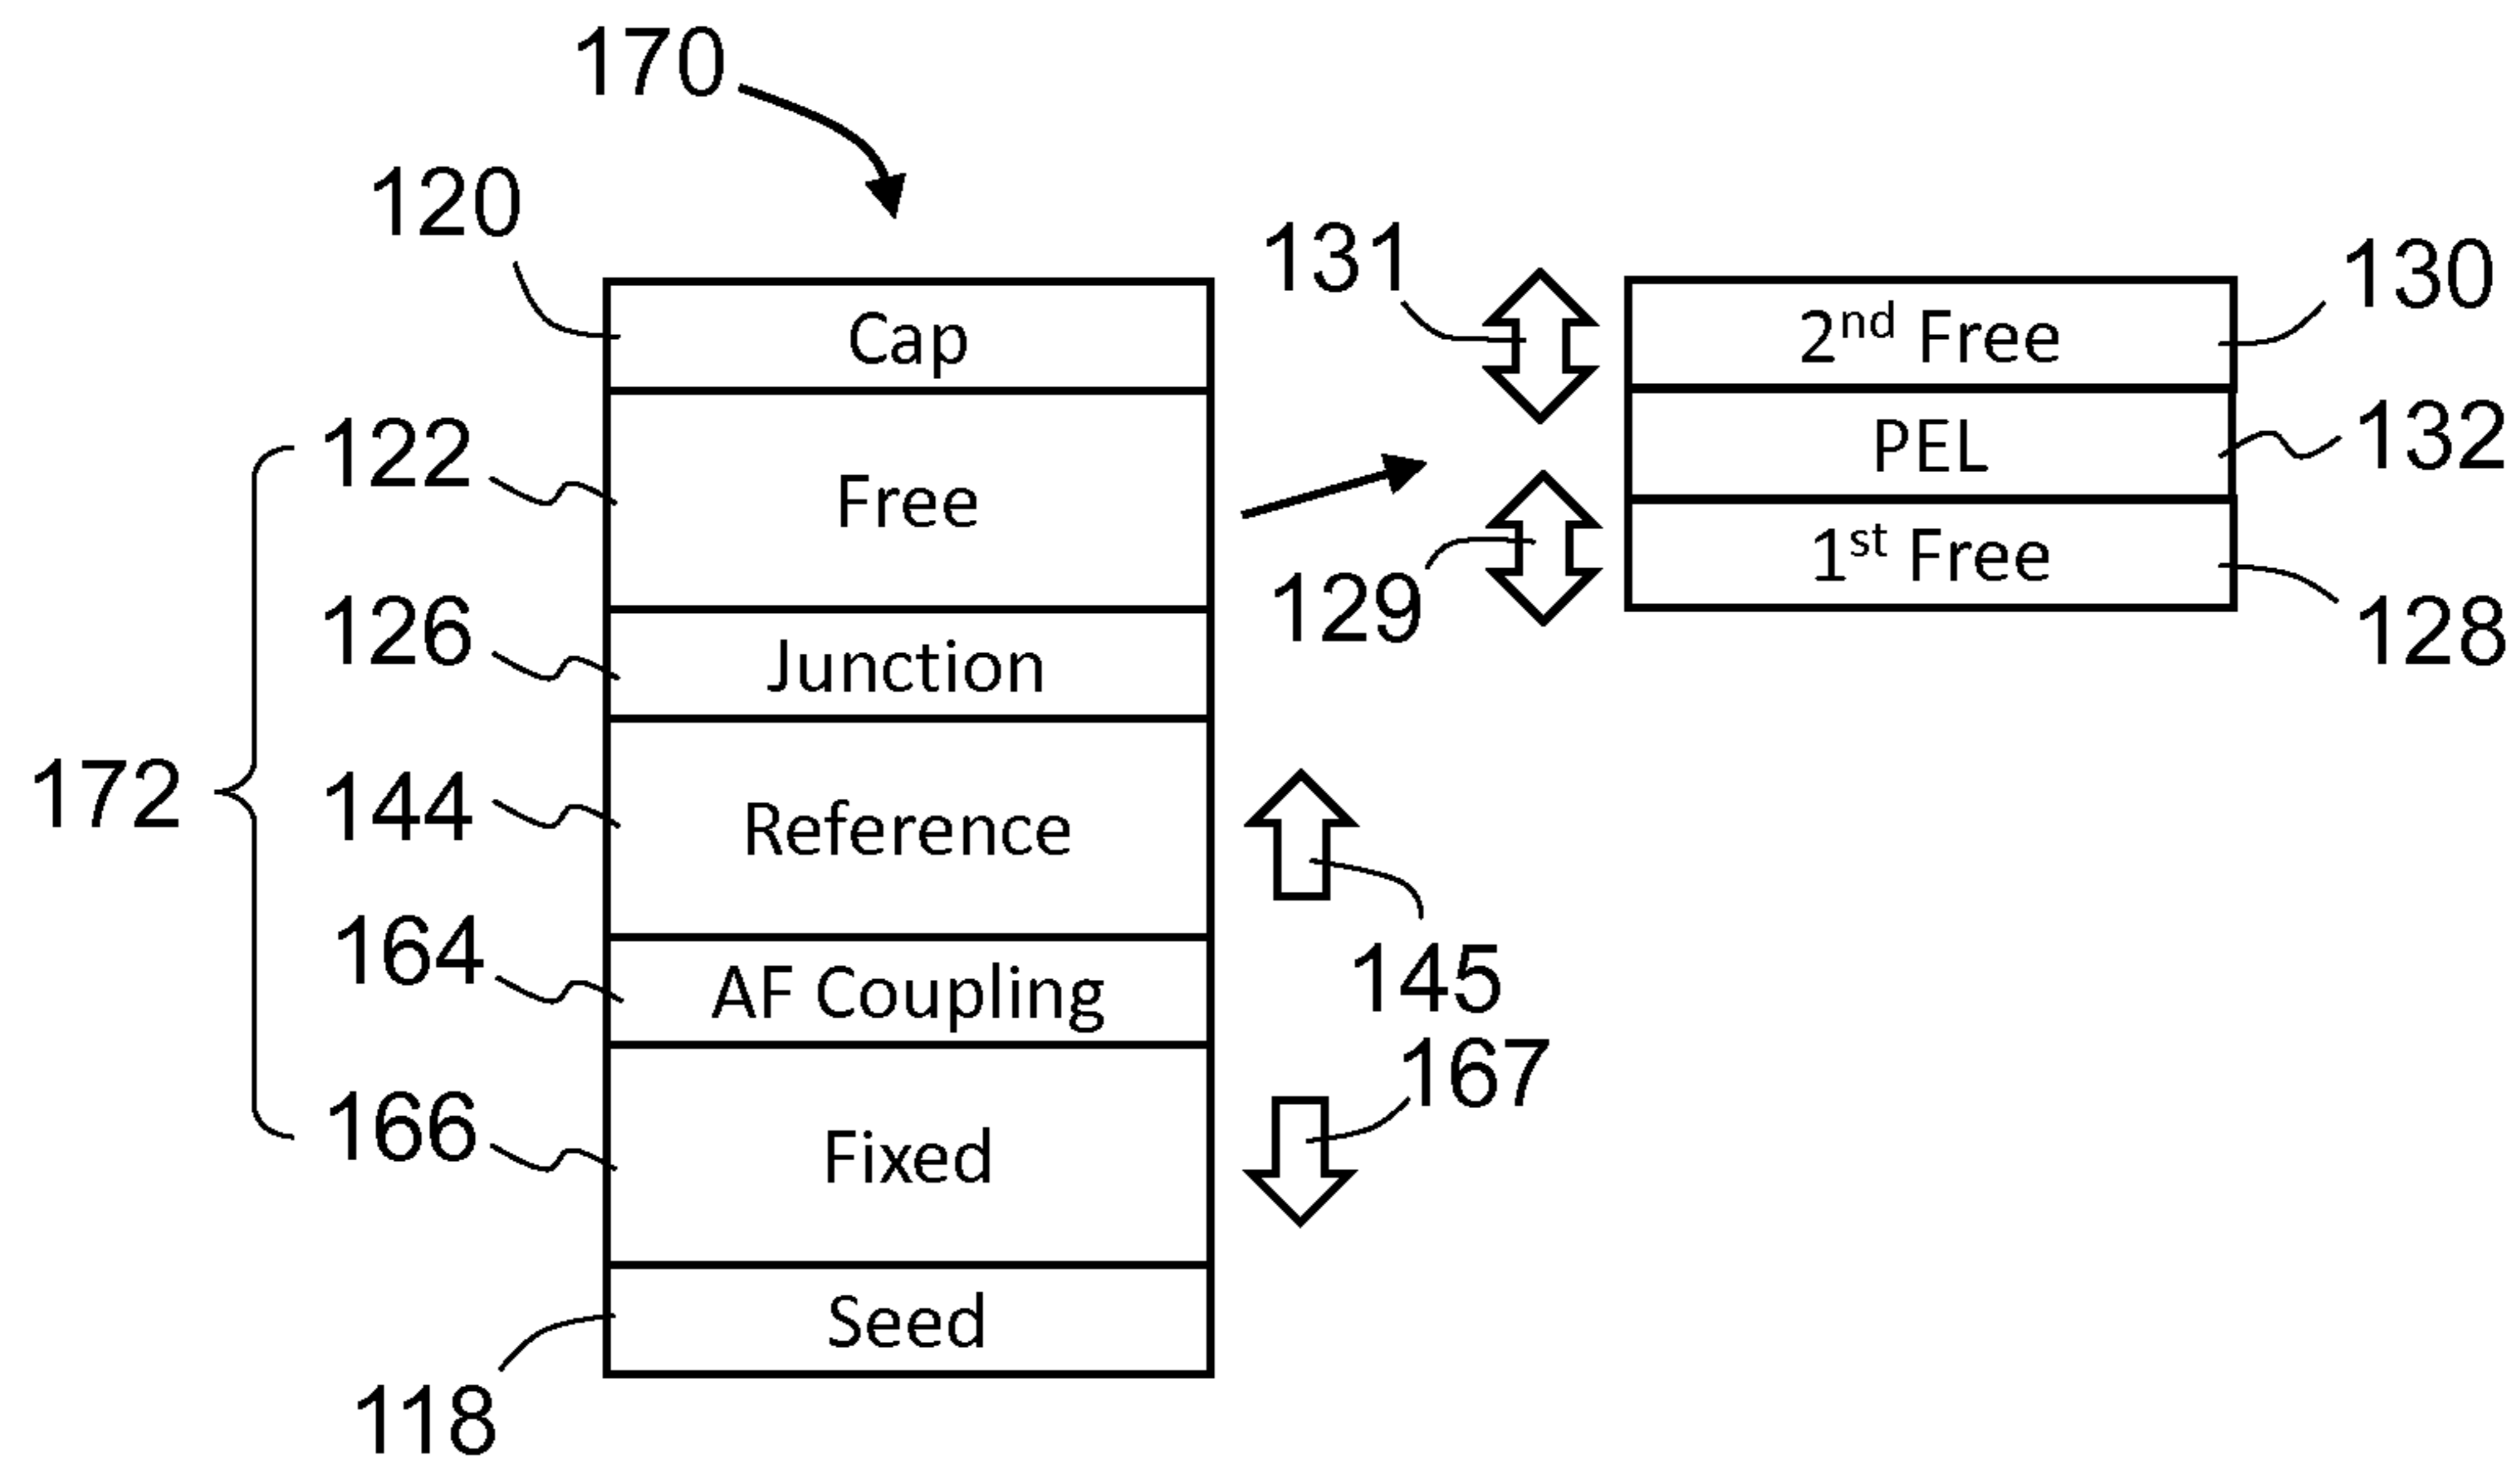 170
120
Cap
131
2nd Free
130
122
Free
PEL
132
126
Junction
129
1st Free
128
172
144
Reference
145
164
AF Coupling
167
166
Fixed
118
Seed